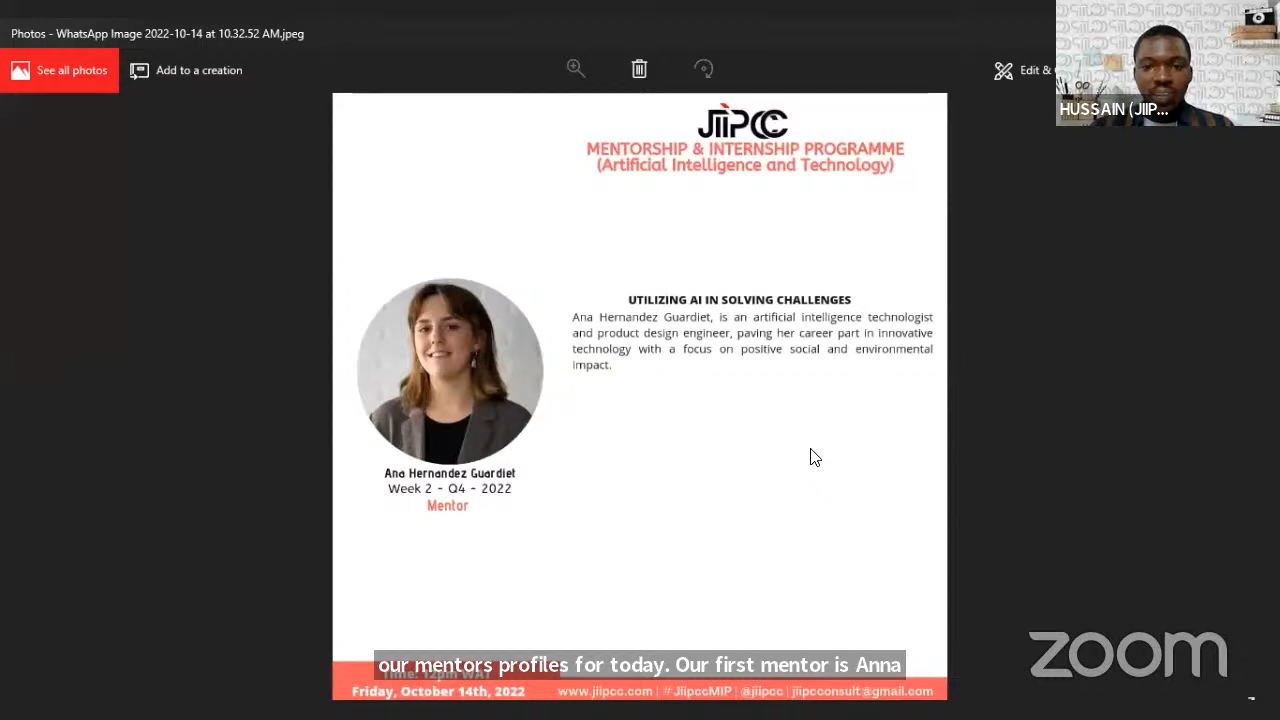 Photos - WhatsApp Image 2022-10-14 at 10.32.52 AM.jpeg
See all photos
Add to a creation
Edit &
HUSSAIN (JIIP...
JIIPCC
MENTORSHIP & INTERNSHIP PROGRAMME
(Artificial Intelligence and Technology)
UTILIZING AI IN SOLVING CHALLENGES
Ana Hernandez Guardiet, is an artificial intelligence technologist
and product design engineer, paving her career part in innovative
technology with a focus on positive social and environmental
impact.
Ana Hernandez Guardiet
Week 2 - Q4 - 2022
Mentor
our mentors profiles for today. Our first mentor is Anna
Time: 12pm WAT
Friday, October 14th, 2022
www.jiipcc.com | # JiipccMIP | @jiipcc | jiipcconsult@gmail.com
zoom